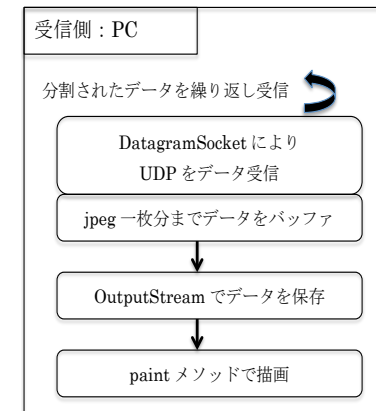 受信側：PC
分割されたデータを繰り返し受信
DatagramSocket により
UDP をデータ受信
jpeg 一枚分までデータをバッファ
OutputStream でデータを保存
paint メソッドで描画